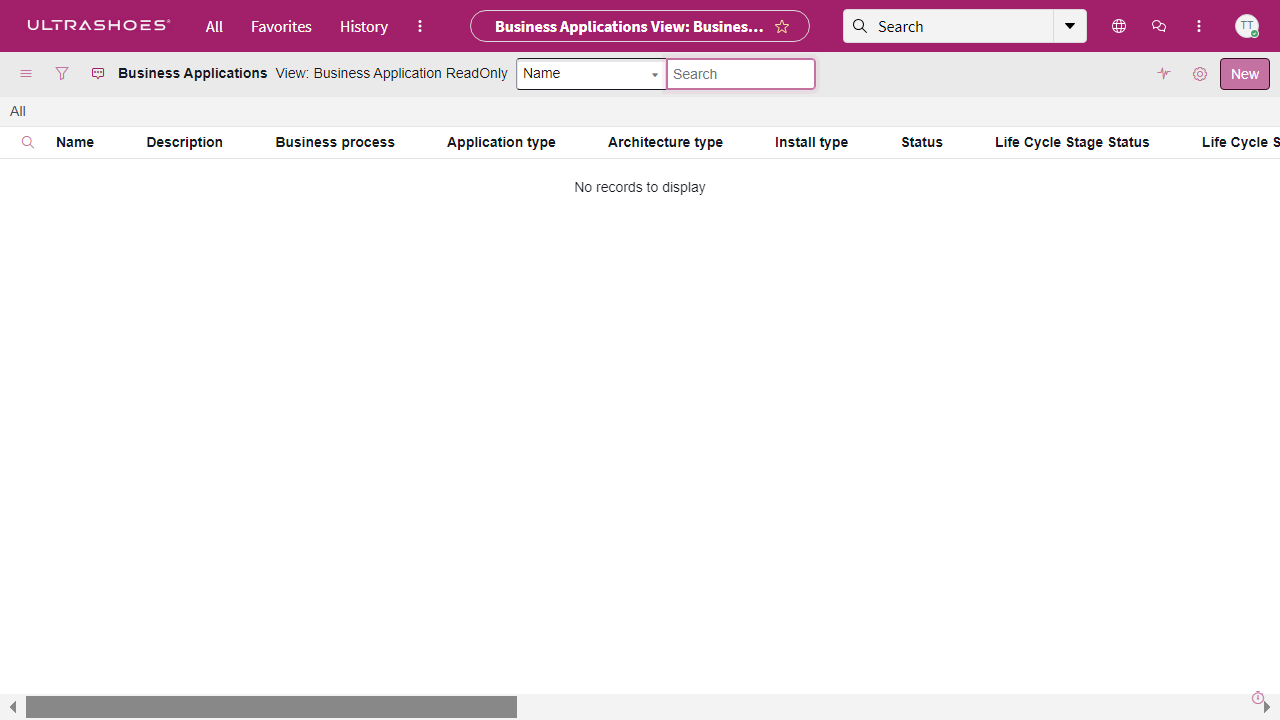 ULTRASHOES®
All
Favorites
History
Business Applications View: Busines...
Search
TT
Business Applications
View: Business Application ReadOnly
Name
Search
New
All
Name
Description
Business process
Application type
Architecture type
Install type
Status
Life Cycle Stage Status
Life Cycle S
No records to display